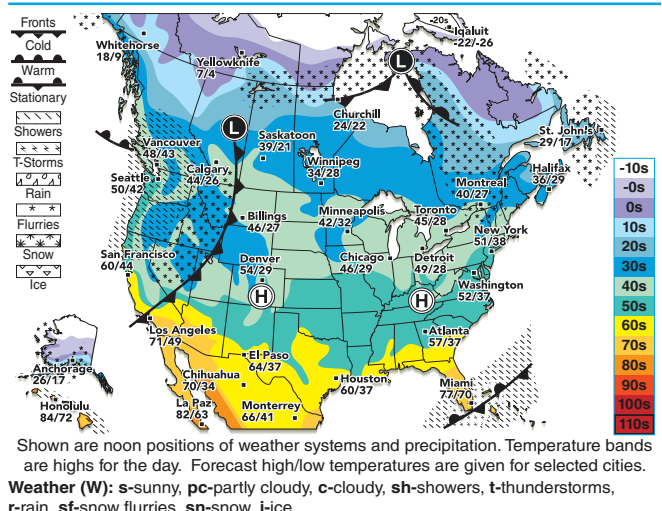 Fronts
Cold
Warm
Stationary
Showers
T-Storms
Rain
Flurries
Snow
Ice
-20s
Iqaluit
-22/-26
Whitehorse
18/9
Yellowknife
7/4
L
Churchill
24/22
L
Saskatoon
39/21
Vancouver
48/43
Calgary
44/26
Winnipeg
34/28
St. John's
29/17
Halifax
36/29
Seattle
50/42
Montreal
40/27
Billings
46/27
Minneapolis
42/32
Toronto
45/28
New York
51/38
San Francisco
60/44
Denver
54/29
Chicago
46/29
Detroit
49/28
Washington
52/37
H
H
Los Angeles
71/49
Atlanta
57/37
El Paso
64/37
Anchorage
26/17
Chihuahua
70/34
Houston
60/37
Miami
77/70
Honolulu
84/72
La Paz
82/63
Monterrey
66/41
-10s
-0s
0s
10s
20s
30s
40s
50s
60s
70s
80s
90s
100s
110s
Shown are noon positions of weather systems and precipitation. Temperature bands
are highs for the day. Forecast high/low temperatures are given for selected cities.
Weather (W): s-sunny, pc-partly cloudy, c-cloudy, sh-showers, t-thunderstorms,
r-rain, sf-snow flurries, sn-snow, i-ice